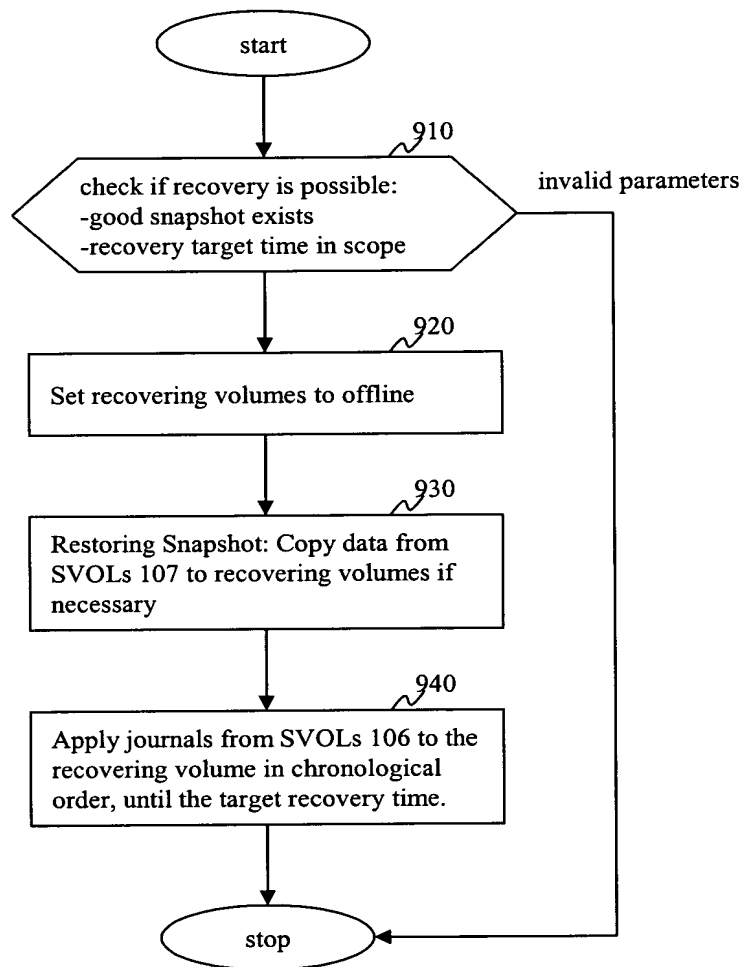 start
910
check if recovery is possible:
-good snapshot exists
-recovery target time in scope
invalid parameters
920
Set recovering volumes to offline
930
Restoring Snapshot: Copy data from
SVOLs 107 to recovering volumes if
necessary
940
Apply journals from SVOLs 106 to the
recovering volume in chronological
order, until the target recovery time.
stop